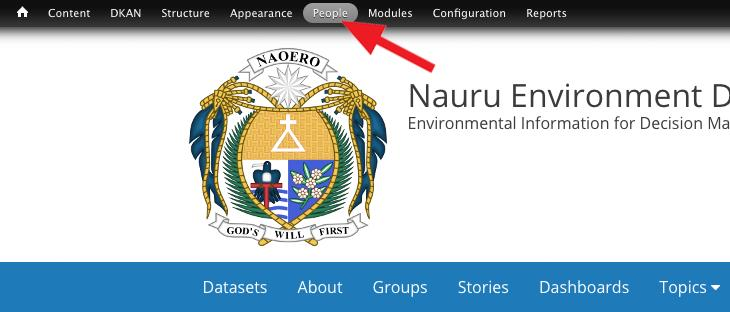 Content DKAN Structure Appearance People Modules Configuration Reports
NAOERO
GOD'S WILL FIRST
Nauru Environment D
Environmental Information for Decision Ma
Datasets About Groups Stories Dashboards Topics